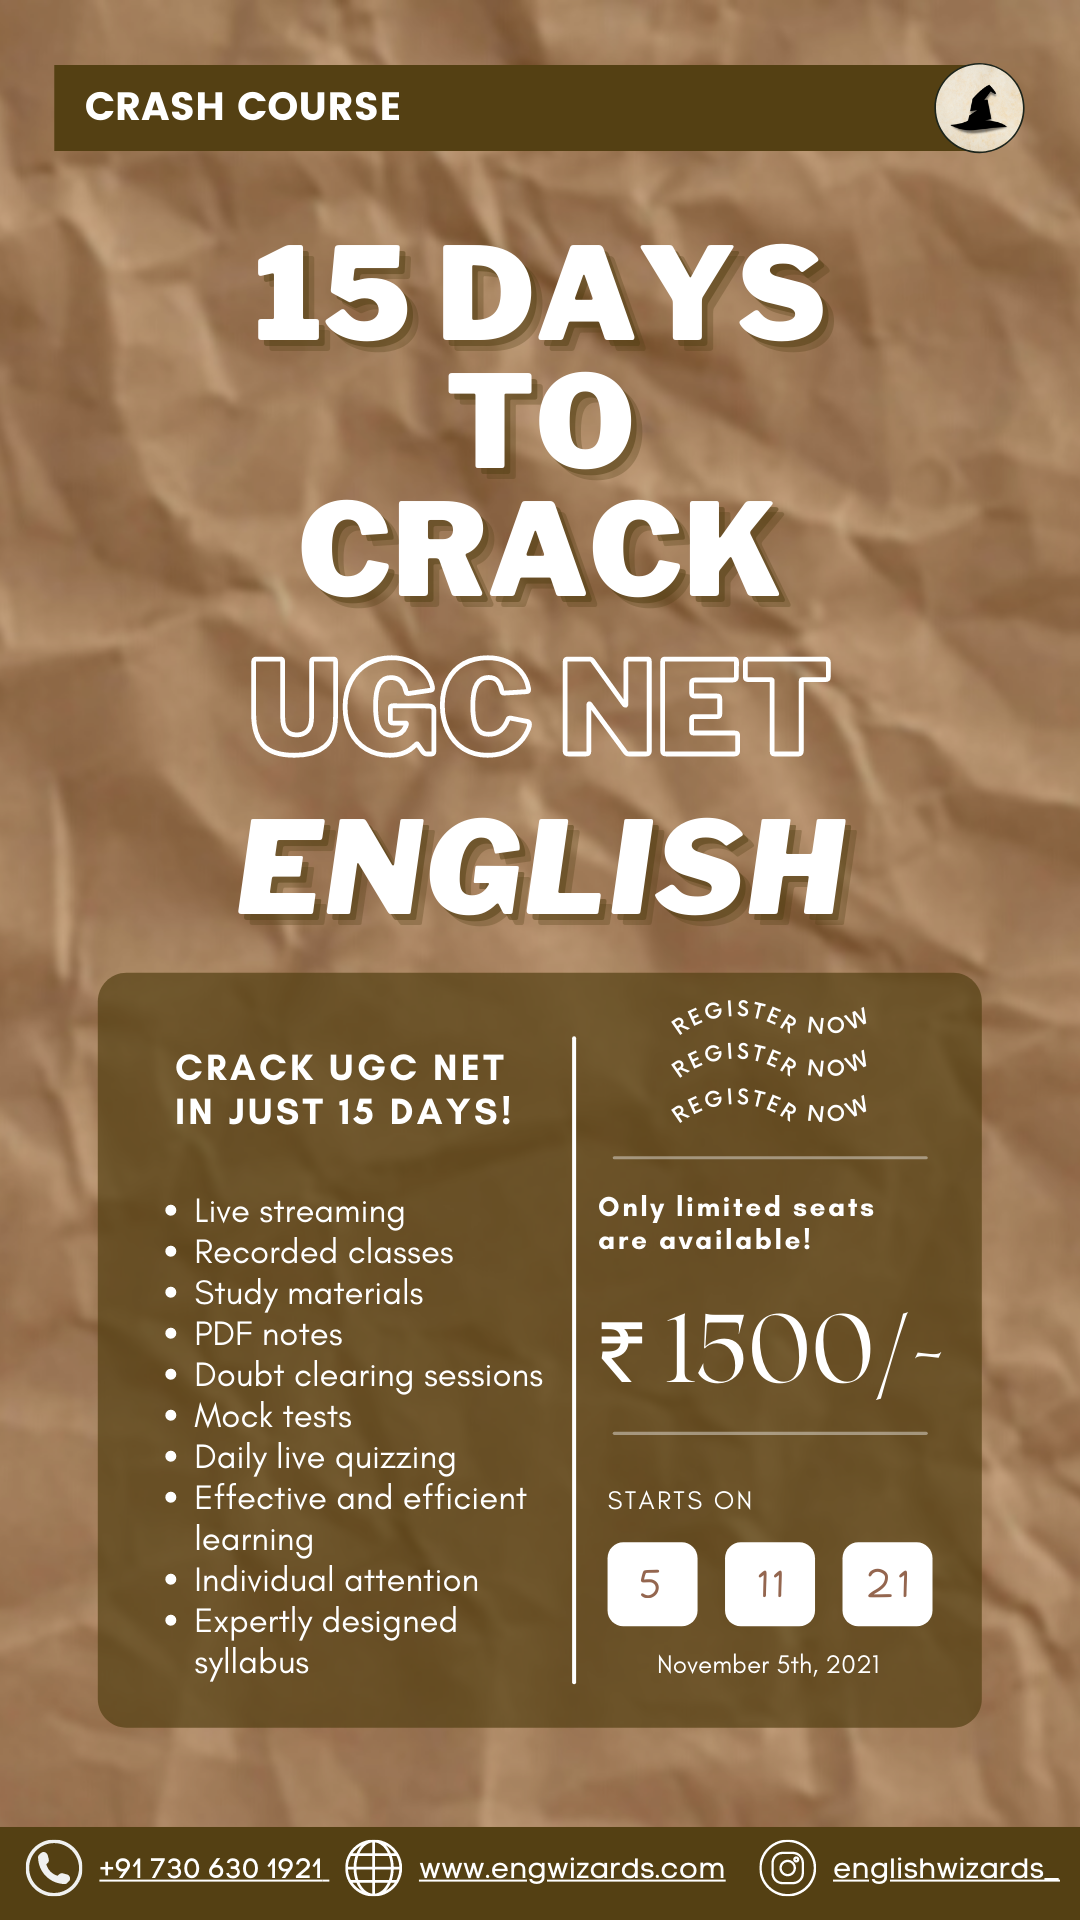 CRASH COURSE
15 DAYS
TO
CRACK
UGC NET
ENGLISH
CRACK UGC NET
IN JUST 15 DAYS!
• Live streaming
• Recorded classes
• Study materials
• PDF notes
• Doubt clearing sessions
• Mock tests
• Daily live quizzing
• Effective and efficient
learning
• Individual attention
• Expertly designed
syllabus
REGISTER NOW
REGISTER NOW
REGISTER NOW
Only limited seats
are available!
₹ 1500/-
STARTS ON
5 11 21
November 5th, 2021
+91 730 630 1921 www.engwizards.com englishwizards_